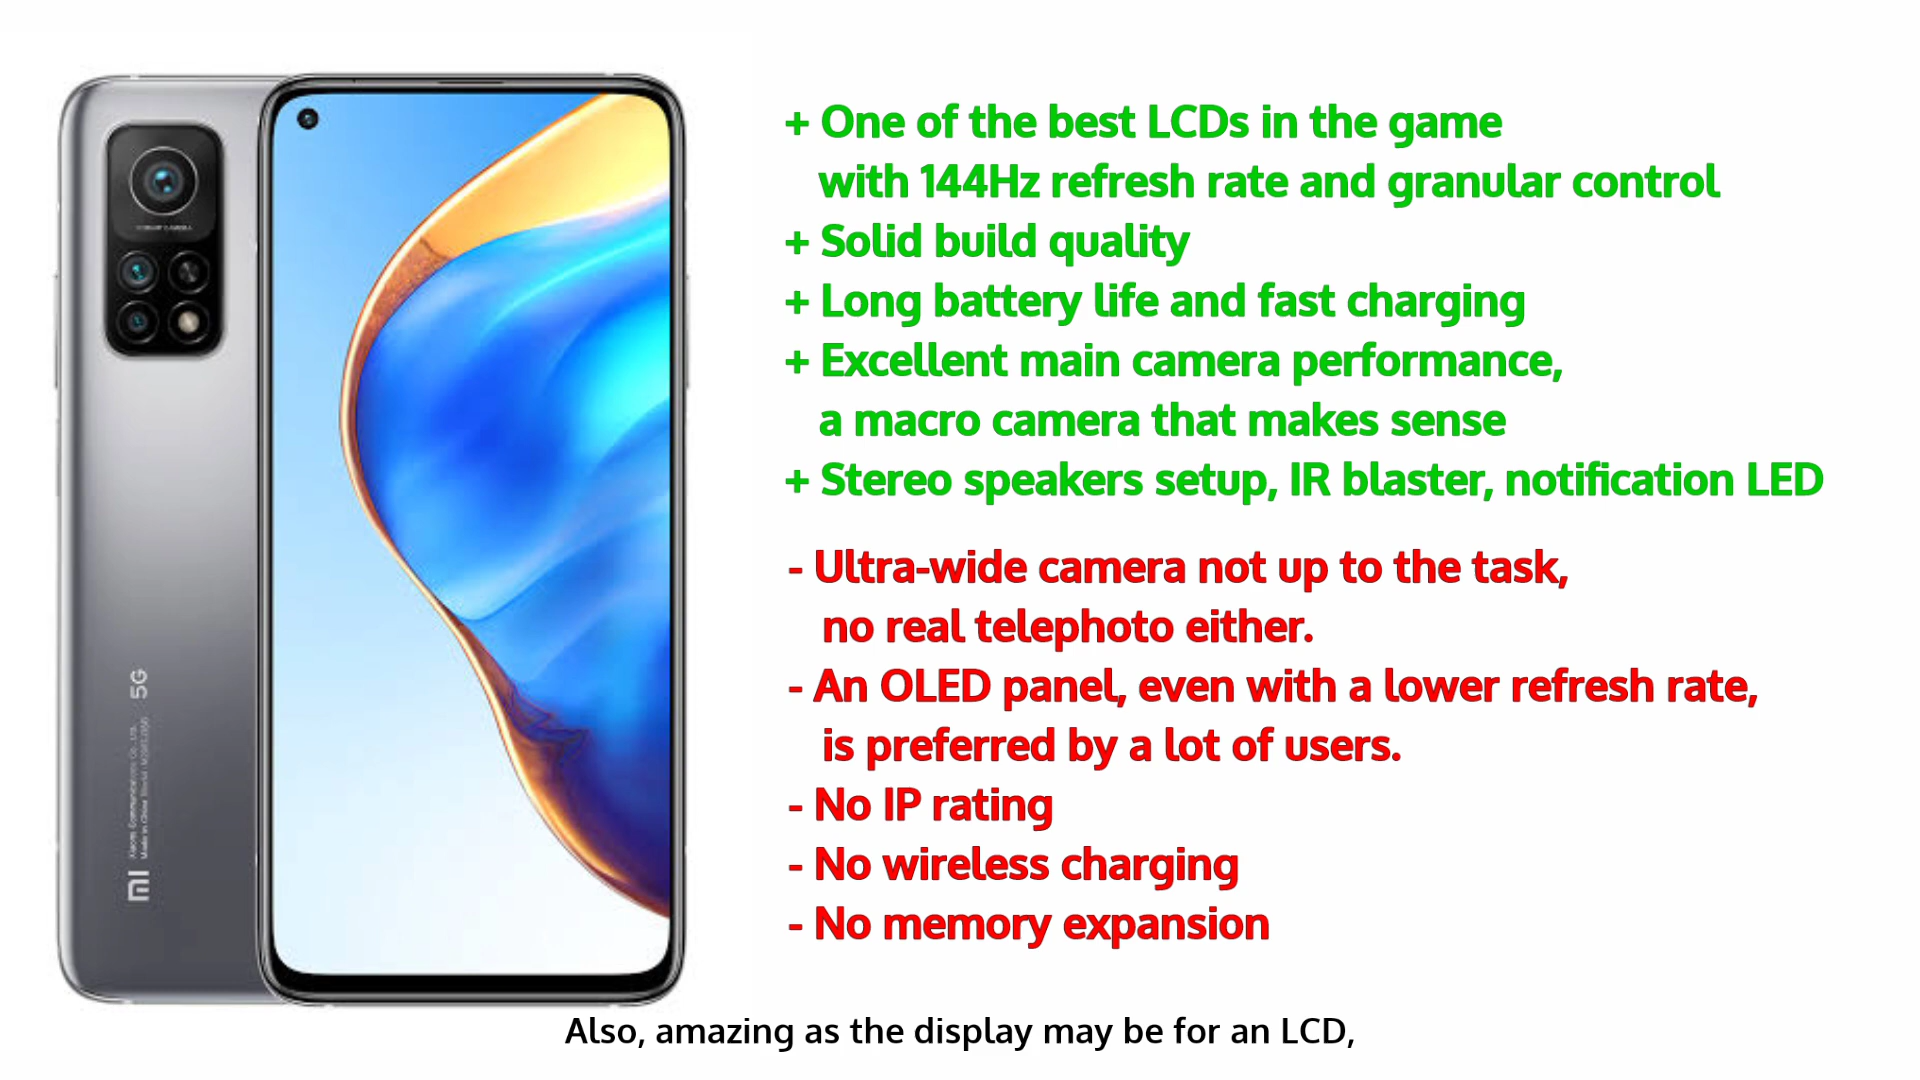 + One of the best LCDs in the game
with 144Hz refresh rate and granular control
+ Solid build quality
+ Long battery life and fast charging
+ Excellent main camera performance,
a macro camera that makes sense
+ Stereo speakers setup, IR blaster, notification LED
- Ultra-wide camera not up to the task,
no real telephoto either.
- An OLED panel, even with a lower refresh rate,
is preferred by a lot of users.
- No IP rating
- No wireless charging
- No memory expansion
5G
mi
Also, amazing as the display may be for an LCD,